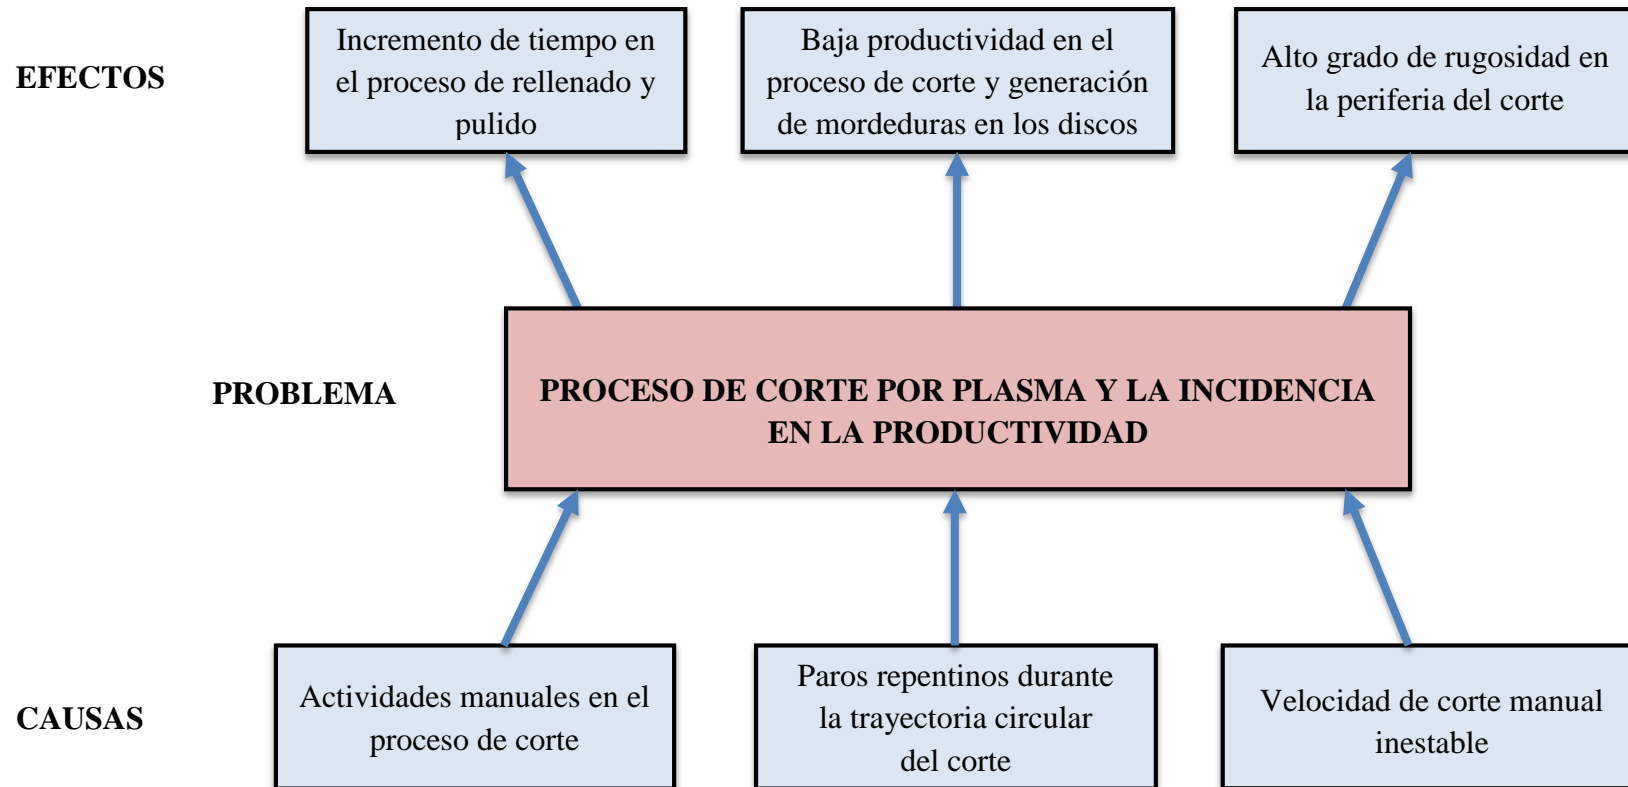 EFECTOS
Incremento de tiempo en
el proceso de rellenado y
pulido
Baja productividad en el
proceso de corte y generación
de mordeduras en los discos
Alto grado de rugosidad en
la periferia del corte
PROBLEMA
PROCESO DE CORTE POR PLASMA Y LA INCIDENCIA
EN LA PRODUCTIVIDAD
CAUSAS
Actividades manuales en el
proceso de corte
Paros repentinos durante
la trayectoria circular
del corte
Velocidad de corte manual
inestable